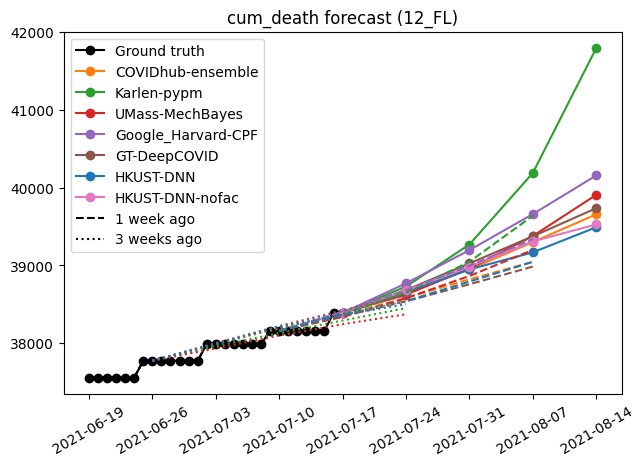 cum_death forecast (12_FL)
42000
41000
40000
39000
38000
Ground truth
COVIDhub-ensemble
Karlen-pypm
UMass-MechBayes
Google_Harvard-CPF
GT-DeepCOVID
HKUST-DNN
HKUST-DNN-nofac
1 week ago
3 weeks ago
2021-06-19
2021-06-26
2021-07-03
2021-07-10
2021-07-17
2021-07-24
2021-07-31
2021-08-07
2021-08-14